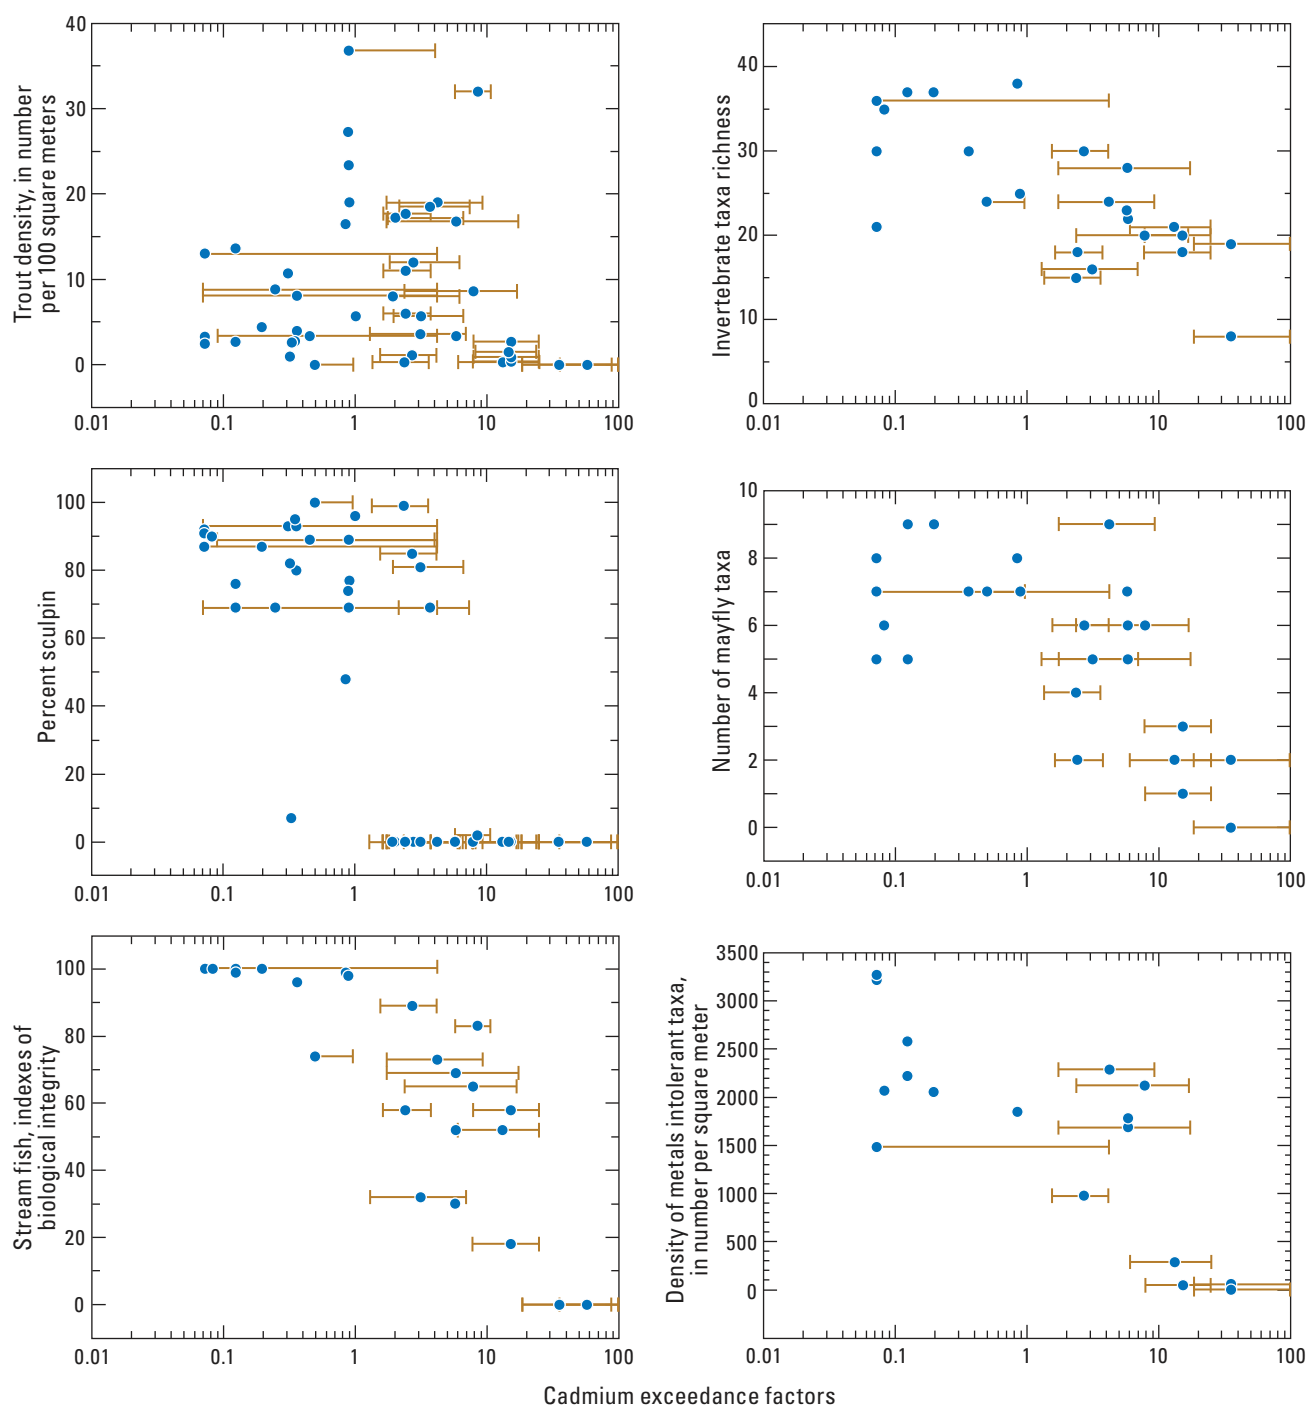 Trout density, in number
per 100 square meters
40
30
20
10
0
0.01 0.1 1 10 100
Invertebrate taxa richness
40
30
20
10
0
0.01 0.1 1 10 100
Percent sculpin
100
80
60
40
20
0
0.01 0.1 1 10 100
Number of mayfly taxa
10
8
6
4
2
0
0.01 0.1 1 10 100
Stream fish, indexes of
biological integrity
100
80
60
40
20
0
0.01 0.1 1 10 100
Density of metals intolerant taxa,
in number per square meter
3500
3000
2500
2000
1500
1000
500
0
0.01 0.1 1 10 100
Cadmium exceedance factors